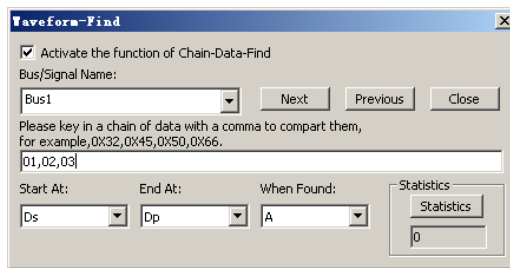 Waveform-Find
Activate the function of Chain-Data-Find
Bus/Signal Name:
Bus1 Next Previous Close
Please key in a chain of data with a comma to compart them,
for example,0X32,0X45,0X50,0X66.
01,02,03
Start At: End At: When Found: Statistics
Ds Dp A Statistics
0